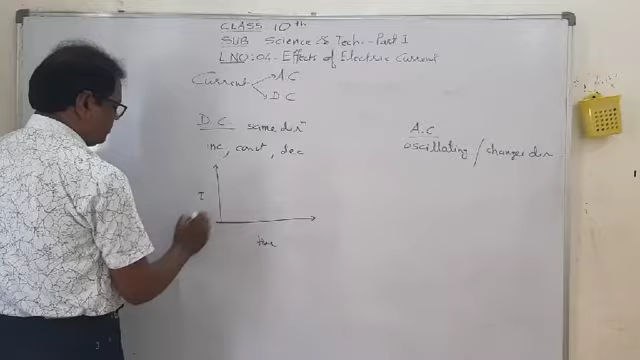 CLASS 10th
SUB Science & Tech. - Part I
L NO: 04. Effects of Electric Current
Current
A C
D C
D. C. same dirn
inc, const, dec
I
time
A.C
oscillating / changes dirn